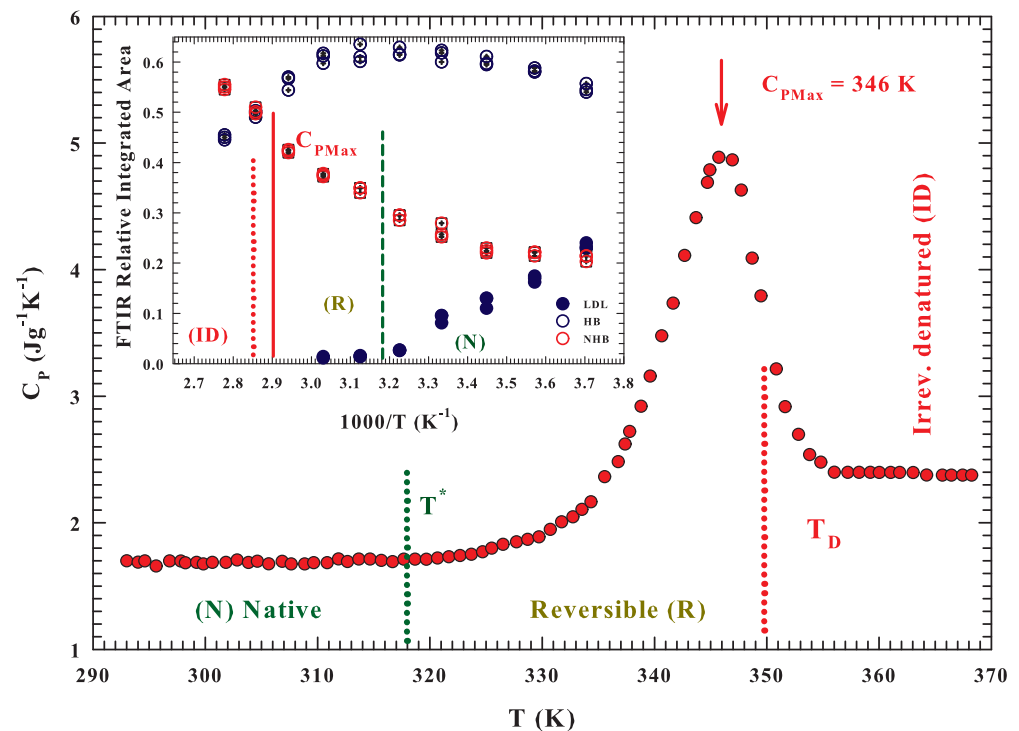 6
5
4
3
2
1
C_P (Jg^-1K^-1)
290 300 310 320 330 340 350 360 370
T (K)
C_PMax = 346 K
Irrev. denatured (ID)
T^*
T_D
(N) Native
Reversible (R)
FTIR Relative Integrated Area
0.6
0.5
0.4
0.3
0.2
0.1
0.0
C_PMax
(R)
(ID)
(N)
LDL
HB
NHB
2.7 2.8 2.9 3.0 3.1 3.2 3.3 3.4 3.5 3.6 3.7 3.8
1000/T (K^-1)